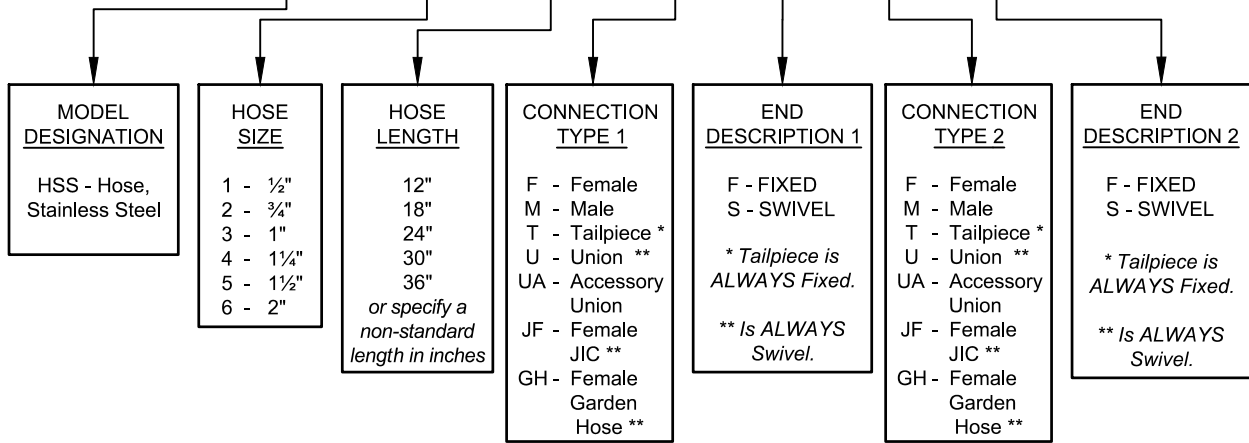 MODEL
DESIGNATION
HSS - Hose,
Stainless Steel
HOSE
SIZE
1 - ½"
2 - ¾"
3 - 1"
4 - 1¼"
5 - 1½"
6 - 2"
HOSE
LENGTH
12"
18"
24"
30"
36"
or specify a
non-standard
length in inches
CONNECTION
TYPE 1
F - Female
M - Male
T - Tailpiece *
U - Union **
UA - Accessory
Union
JF - Female
JIC **
GH - Female
Garden
Hose **
END
DESCRIPTION 1
F - FIXED
S - SWIVEL
* Tailpiece is
ALWAYS Fixed.
** Is ALWAYS
Swivel.
CONNECTION
TYPE 2
F - Female
M - Male
T - Tailpiece *
U - Union **
UA - Accessory
Union
JF - Female
JIC **
GH - Female
Garden
Hose **
END
DESCRIPTION 2
F - FIXED
S - SWIVEL
* Tailpiece is
ALWAYS Fixed.
** Is ALWAYS
Swivel.